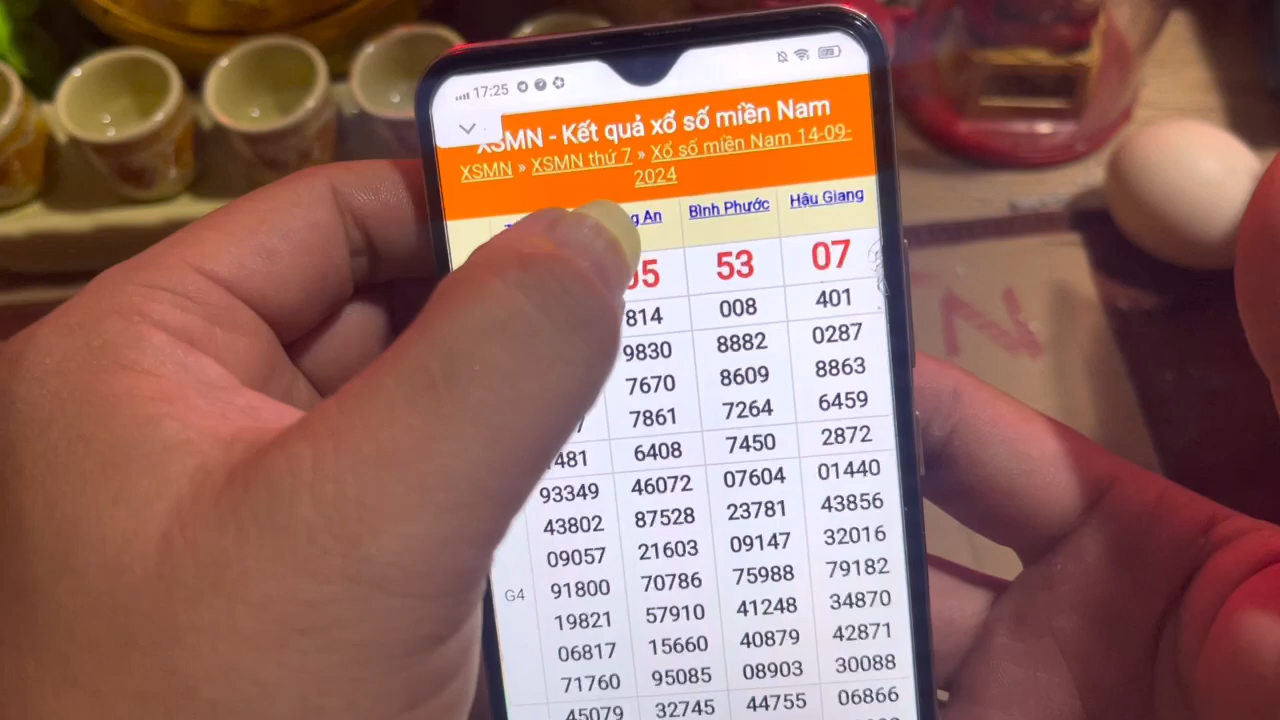 17:25
XSMN - Kết quả xổ số miền Nam
XSMN » XSMN thứ 7 » Xổ số miền Nam 14-09-
2024
Bình Phước Hậu Giang
53 07
814 008 401
9830 8882 0287
7670 8609 8863
7861 7264 6459
6408 7450 2872
93349 46072 07604 01440
43802 87528 23781 43856
09057 21603 09147 32016
G4 91800 70786 75988 79182
19821 57910 41248 34870
06817 15660 40879 42871
71760 95085 08903 30088
45079 32745 44755 06866